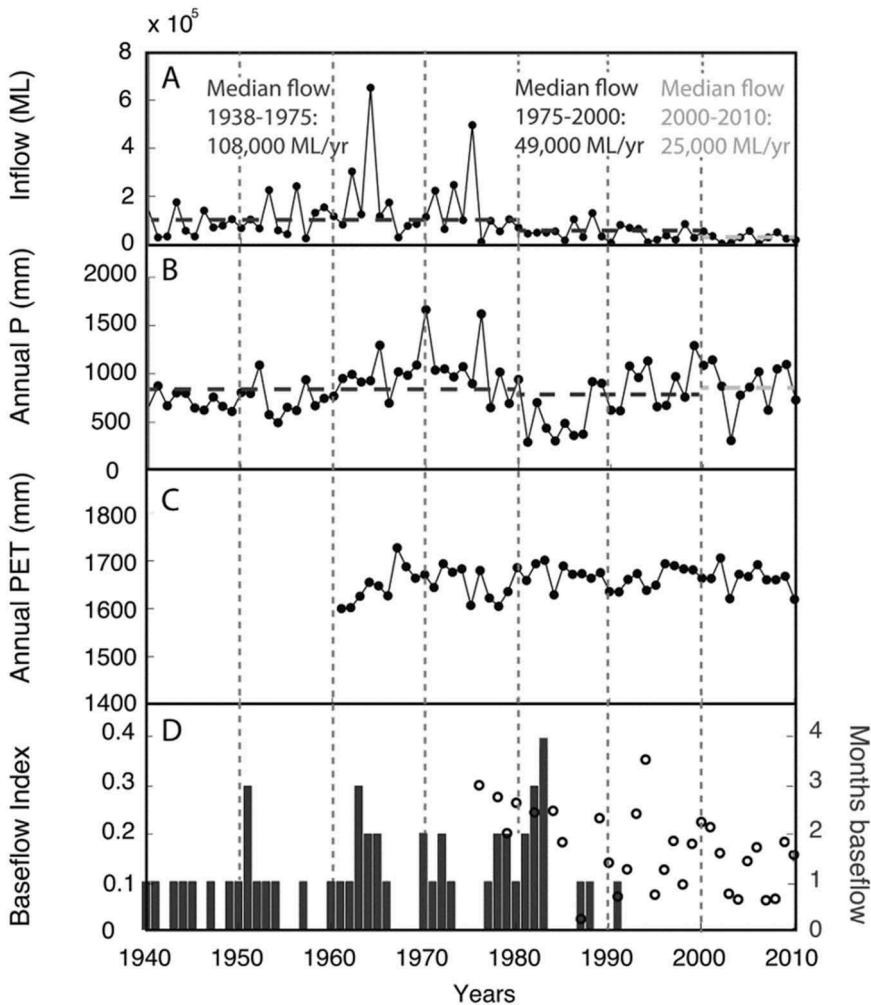 x 10⁵
Inflow (ML)
8
6
4
2
0
A
Median flow
1938-1975:
108,000 ML/yr
Median flow
1975-2000:
49,000 ML/yr
Median flow
2000-2010:
25,000 ML/yr
Annual P (mm)
2000
1500
1000
500
0
B
Annual PET (mm)
1800
1700
1600
1500
1400
C
Baseflow Index
0.4
0.3
0.2
0.1
0
D
4
3
2
1
0
Months baseflow
1940 1950 1960 1970 1980 1990 2000 2010
Years